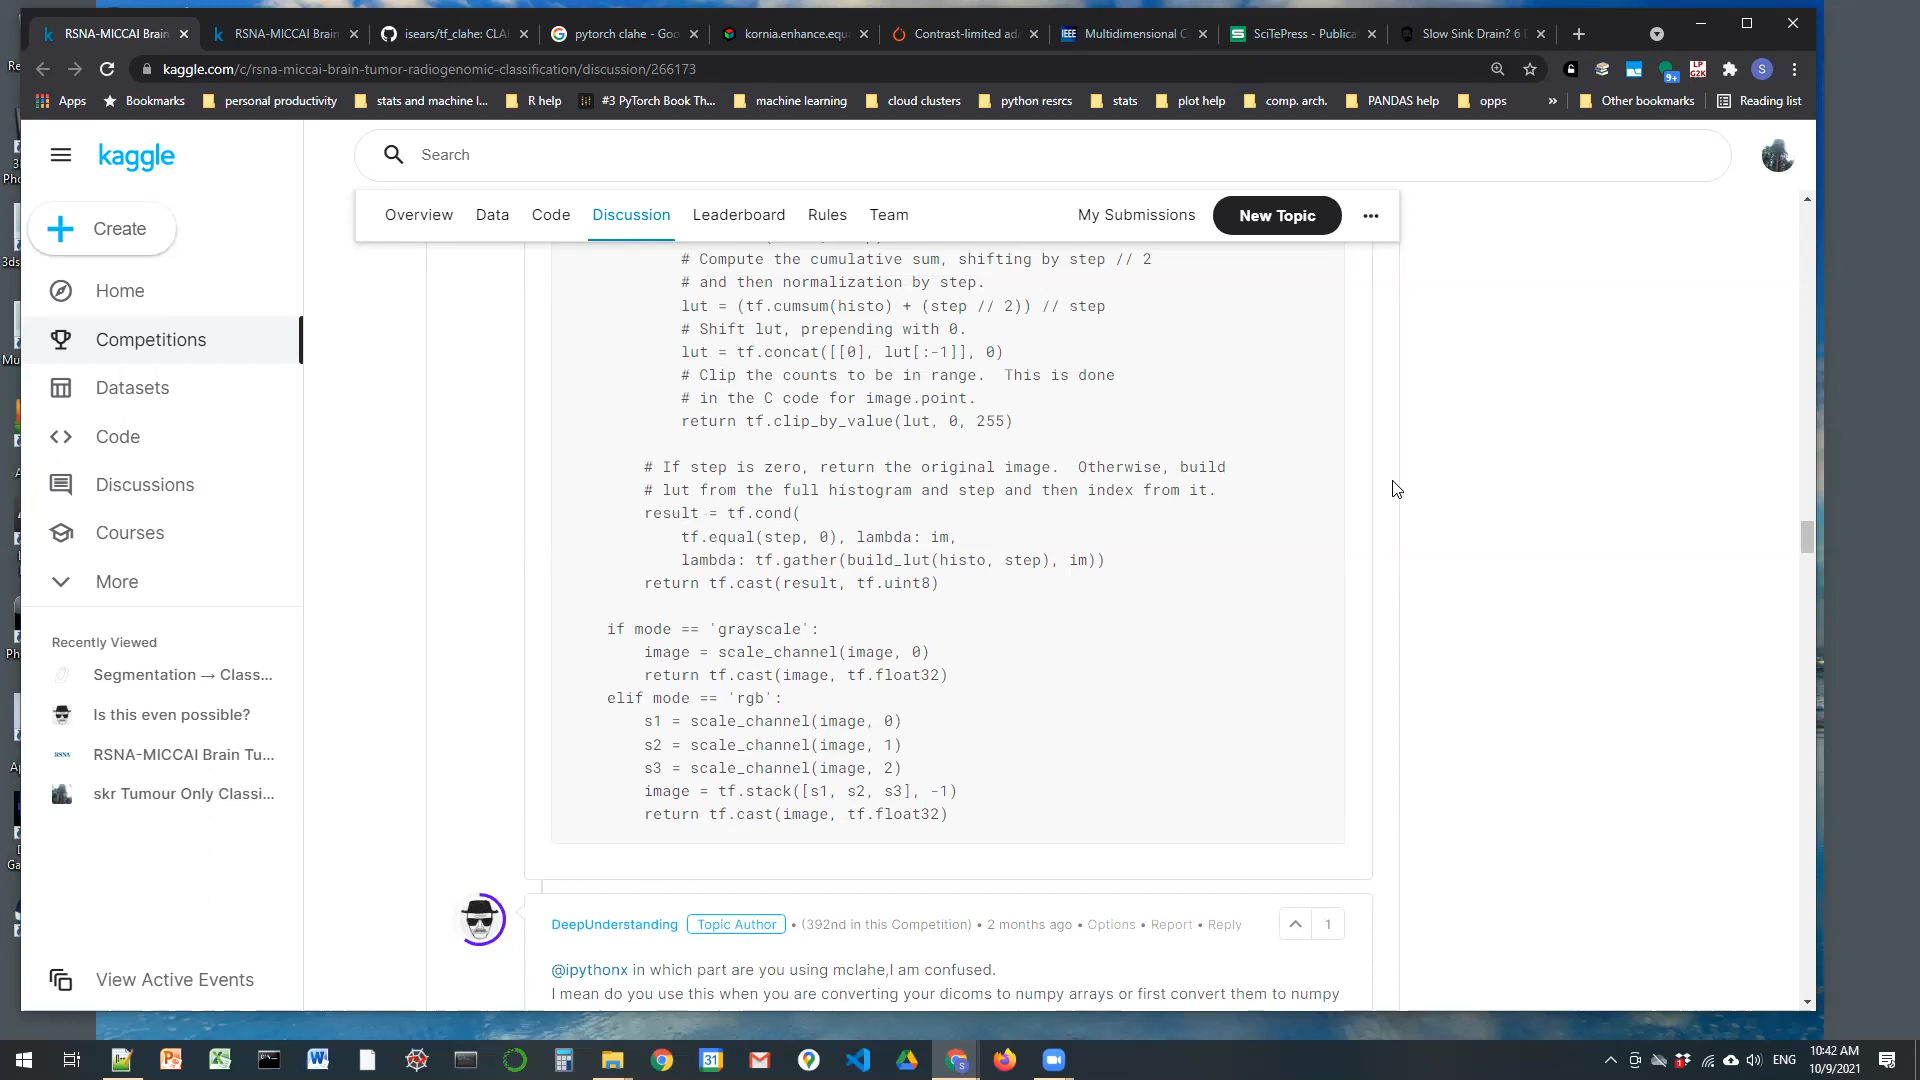 RSNA-MICCAI Brain
RSNA-MICCAI Brain
isears/tf_clahe: CLA
pytorch clahe - Goo
kornia.enhance.equ
Contrast-limited ad
Multidimensional C
SciTePress - Publica
Slow Sink Drain? 6 D
kaggle.com/c/rsna-miccai-brain-tumor-radiogenomic-classification/discussion/266173
Apps
Bookmarks
personal productivity
stats and machine l...
R help
#3 PyTorch Book Th...
machine learning
cloud clusters
python resrcs
stats
plot help
comp. arch.
PANDAS help
opps
»
Other bookmarks
Reading list
kaggle
Search
Create
Home
Competitions
Datasets
Code
Discussions
Courses
More
Recently Viewed
Segmentation → Class...
Is this even possible?
RSNA-MICCAI Brain Tu...
skr Tumour Only Classi...
View Active Events
Overview
Data
Code
Discussion
Leaderboard
Rules
Team
My Submissions
New Topic
# Compute the cumulative sum, shifting by step // 2
# and then normalization by step.
lut = (tf.cumsum(histo) + (step // 2)) // step
# Shift lut, prepending with 0.
lut = tf.concat([[0], lut[:-1]], 0)
# Clip the counts to be in range.  This is done
# in the C code for image.point.
return tf.clip_by_value(lut, 0, 255)
# If step is zero, return the original image.  Otherwise, build
# lut from the full histogram and step and then index from it.
result = tf.cond(
tf.equal(step, 0), lambda: im,
lambda: tf.gather(build_lut(histo, step), im))
return tf.cast(result, tf.uint8)
if mode == 'grayscale':
image = scale_channel(image, 0)
return tf.cast(image, tf.float32)
elif mode == 'rgb':
s1 = scale_channel(image, 0)
s2 = scale_channel(image, 1)
s3 = scale_channel(image, 2)
image = tf.stack([s1, s2, s3], -1)
return tf.cast(image, tf.float32)
DeepUnderstanding Topic Author • (392nd in this Competition) • 2 months ago • Options • Report • Reply
1
@ipythonx in which part are you using mclahe,I am confused.
I mean do you use this when you are converting your dicoms to numpy arrays or first convert them to numpy
ENG
10:42 AM
10/9/2021